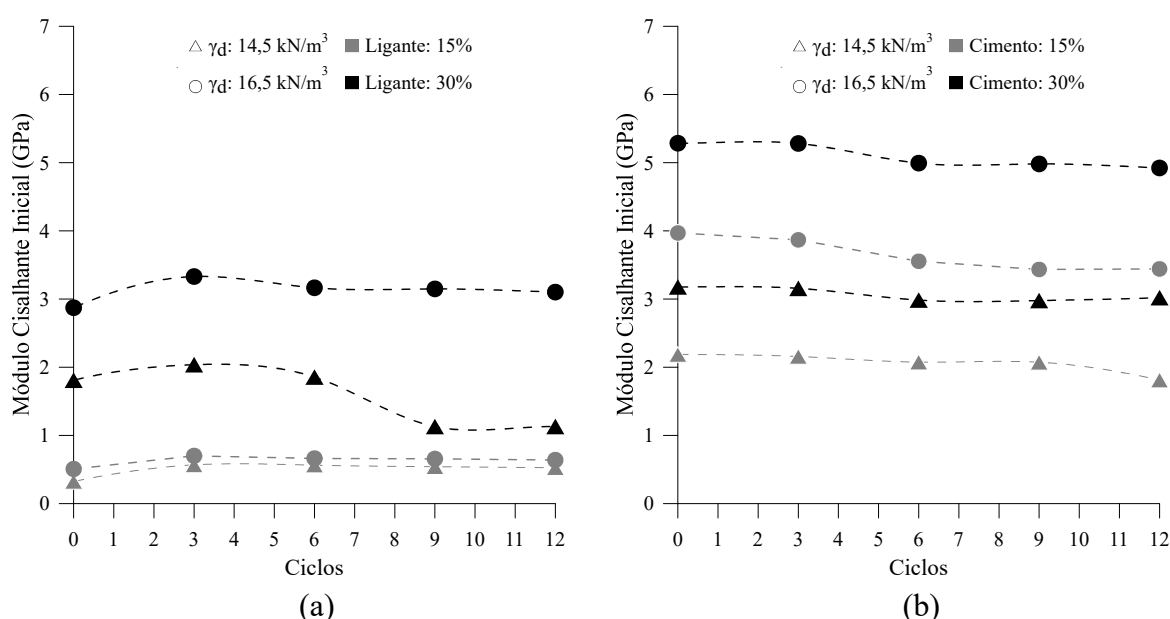 7
6
5
4
3
2
1
0
Módulo Cisalhante Inicial (GPa)
γd: 14,5 kN/m³ Ligante: 15%
γd: 16,5 kN/m³ Ligante: 30%
0 1 2 3 4 5 6 7 8 9 10 11 12
Ciclos
(a)
7
6
5
4
3
2
1
0
Módulo Cisalhante Inicial (GPa)
γd: 14,5 kN/m³ Cimento: 15%
γd: 16,5 kN/m³ Cimento: 30%
0 1 2 3 4 5 6 7 8 9 10 11 12
Ciclos
(b)